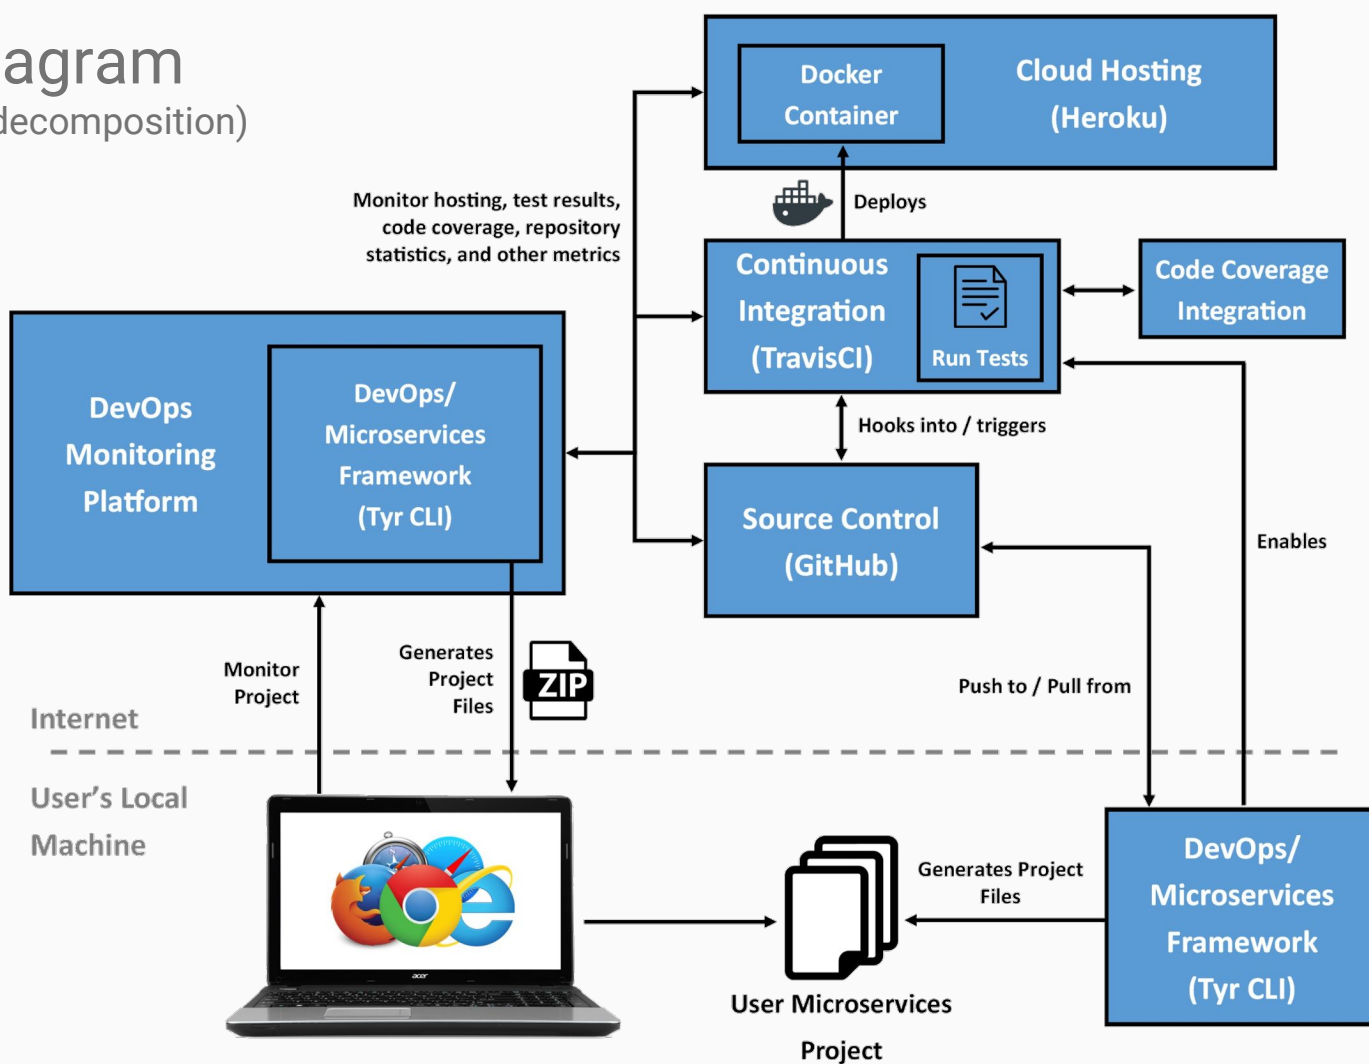 agram
decomposition)
Docker
Container
Cloud Hosting
(Heroku)
Monitor hosting, test results,
code coverage, repository
statistics, and other metrics
Deploys
Continuous
Integration
(TravisCI)
Run Tests
Code Coverage
Integration
DevOps
Monitoring
Platform
DevOps/
Microservices
Framework
(Tyr CLI)
Hooks into / triggers
Source Control
(GitHub)
Enables
Monitor
Project
Generates
Project
Files
ZIP
Push to / Pull from
Internet
User's Local
Machine
acer
Generates Project
Files
User Microservices
Project
DevOps/
Microservices
Framework
(Tyr CLI)